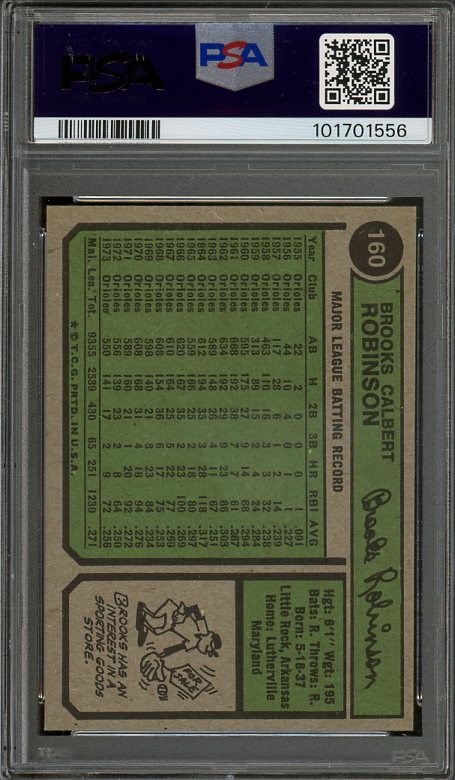 PSA
PSA
101701556
160
BROOKS CALBERT
ROBINSON
Brooks Robinson
MAJOR LEAGUE BATTING RECORD
Year Club AB H 2B 3B HR RBI AVG
1955 Orioles 22 2 0 0 0 1 .091
1956 Orioles 44 10 4 0 1 1 .227
1957 Orioles 117 28 6 1 2 14 .239
1958 Orioles 463 110 16 3 3 32 .238
1959 Orioles 313 89 15 2 4 24 .284
1960 Orioles 595 175 27 9 14 88 .294
1961 Orioles 668 192 38 7 7 61 .287
1962 Orioles 634 192 29 9 23 86 .303
1963 Orioles 589 148 26 4 11 67 .251
1964 Orioles 612 194 35 3 28 118 .317
1965 Orioles 559 166 25 2 18 80 .297
1966 Orioles 620 167 35 2 23 100 .269
1967 Orioles 610 164 25 5 22 77 .269
1968 Orioles 608 154 36 6 17 75 .253
1969 Orioles 598 140 21 3 23 84 .234
1970 Orioles 608 168 31 4 18 94 .276
1971 Orioles 589 160 21 1 20 92 .272
1972 Orioles 556 139 23 2 8 64 .250
1973 Orioles 550 141 17 2 9 72 .256
Maj. Lea. Tot. 9355 2539 430 65 251 1230 .271
★ © T.C.G. PRTD. IN U.S.A.
Hgt: 6'1" Wgt: 195
Bats: R. Throws: R.
Born: 5-18-37
Little Rock, Arkansas
Home: Lutherville
Maryland
FOR SALE
BROOKS HAS AN
INTEREST IN A
SPORTING GOODS
STORE.
PSA